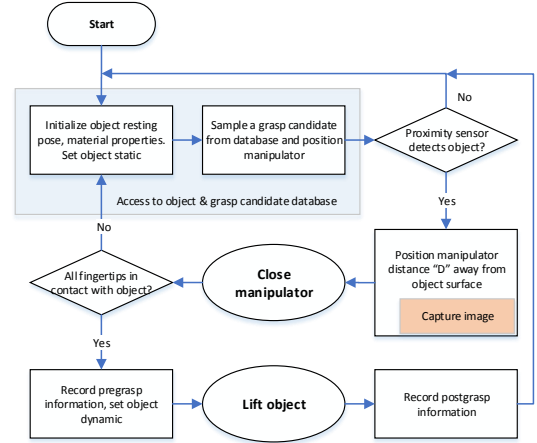 Start
No
Initialize object resting
pose, material properties.
Set object static
Sample a grasp candidate
from database and position
manipulator
Proximity sensor
detects object?
Access to object & grasp candidate database
Yes
No
Position manipulator
distance “D” away from
object surface
Capture image
Close
manipulator
All fingertips in
contact with object?
Yes
Record pregrasp
information, set object
dynamic
Lift object
Record postgrasp
information